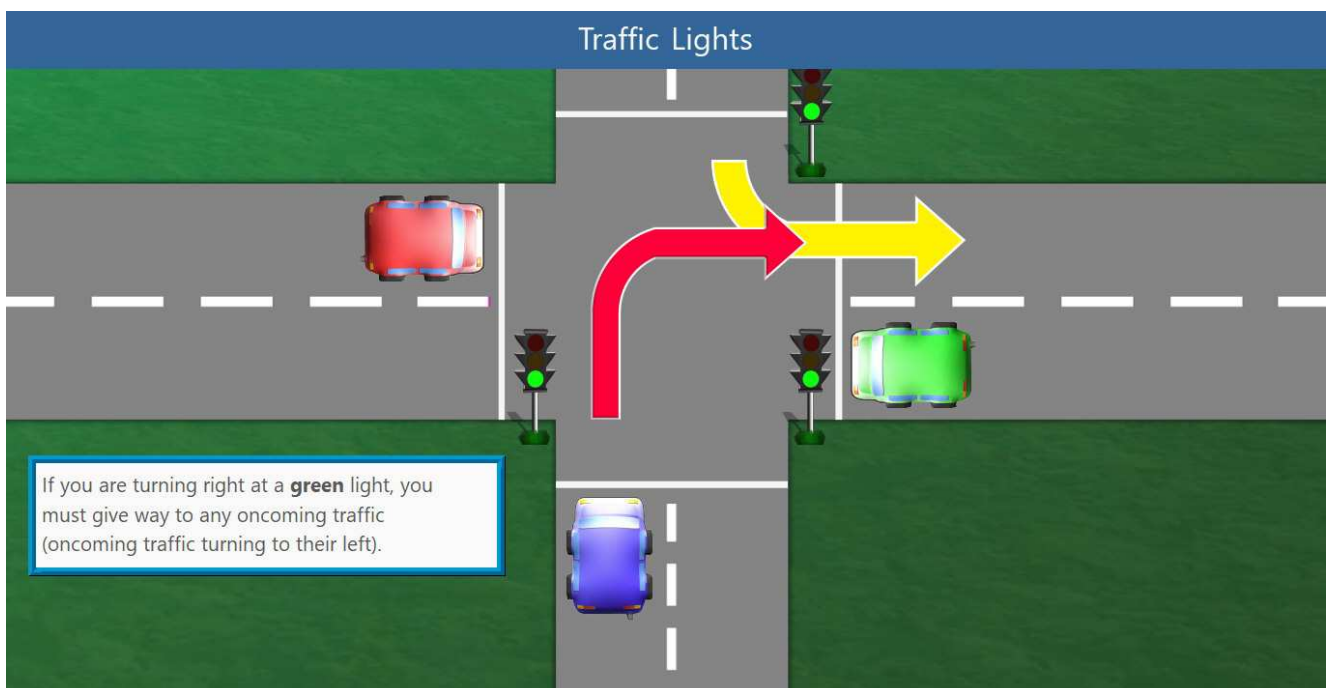 Traffic Lights
If you are turning right at a green light, you
must give way to any oncoming traffic
(oncoming traffic turning to their left).